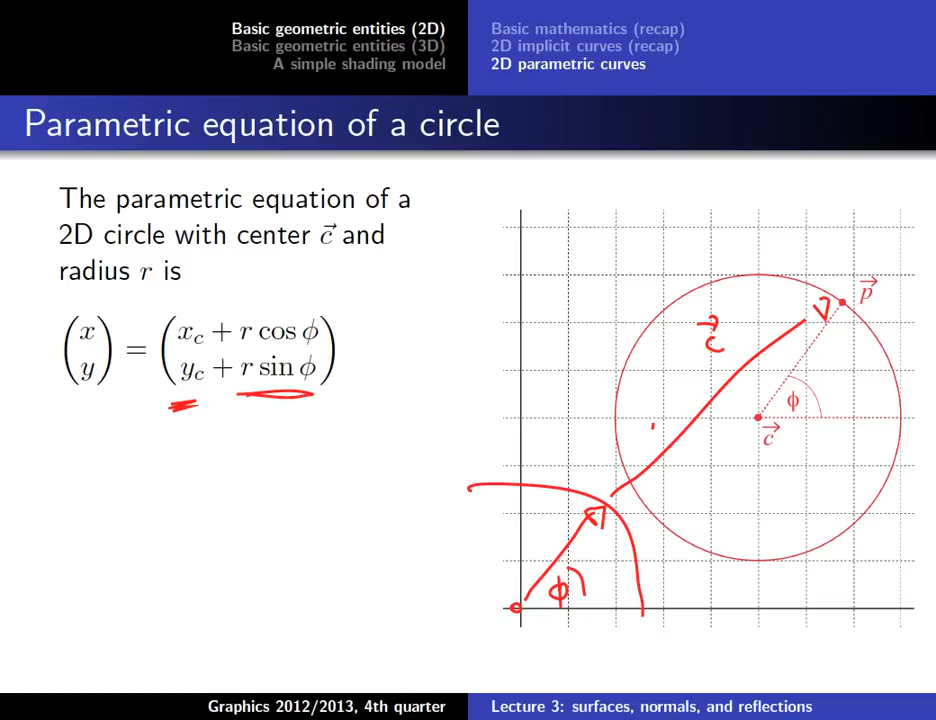 Basic geometric entities (2D)
Basic geometric entities (3D)
A simple shading model
Basic mathematics (recap)
2D implicit curves (recap)
2D parametric curves
Parametric equation of a circle
The parametric equation of a
2D circle with center c⃗ and
radius r is
(x y) = (x_c + r cos ϕ y_c + r sin ϕ)
p⃗
c⃗
ϕ
c⃗
ϕ
Graphics 2012/2013, 4th quarter
Lecture 3: surfaces, normals, and reflections